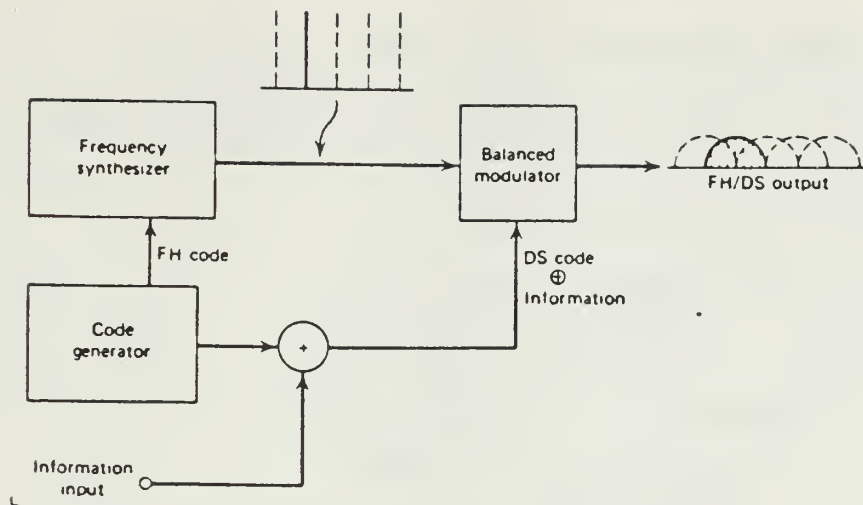 Frequency
synthesizer
Balanced
modulator
FH/DS output
FH code
DS code
⊕
Information
Code
generator
+
Information
input